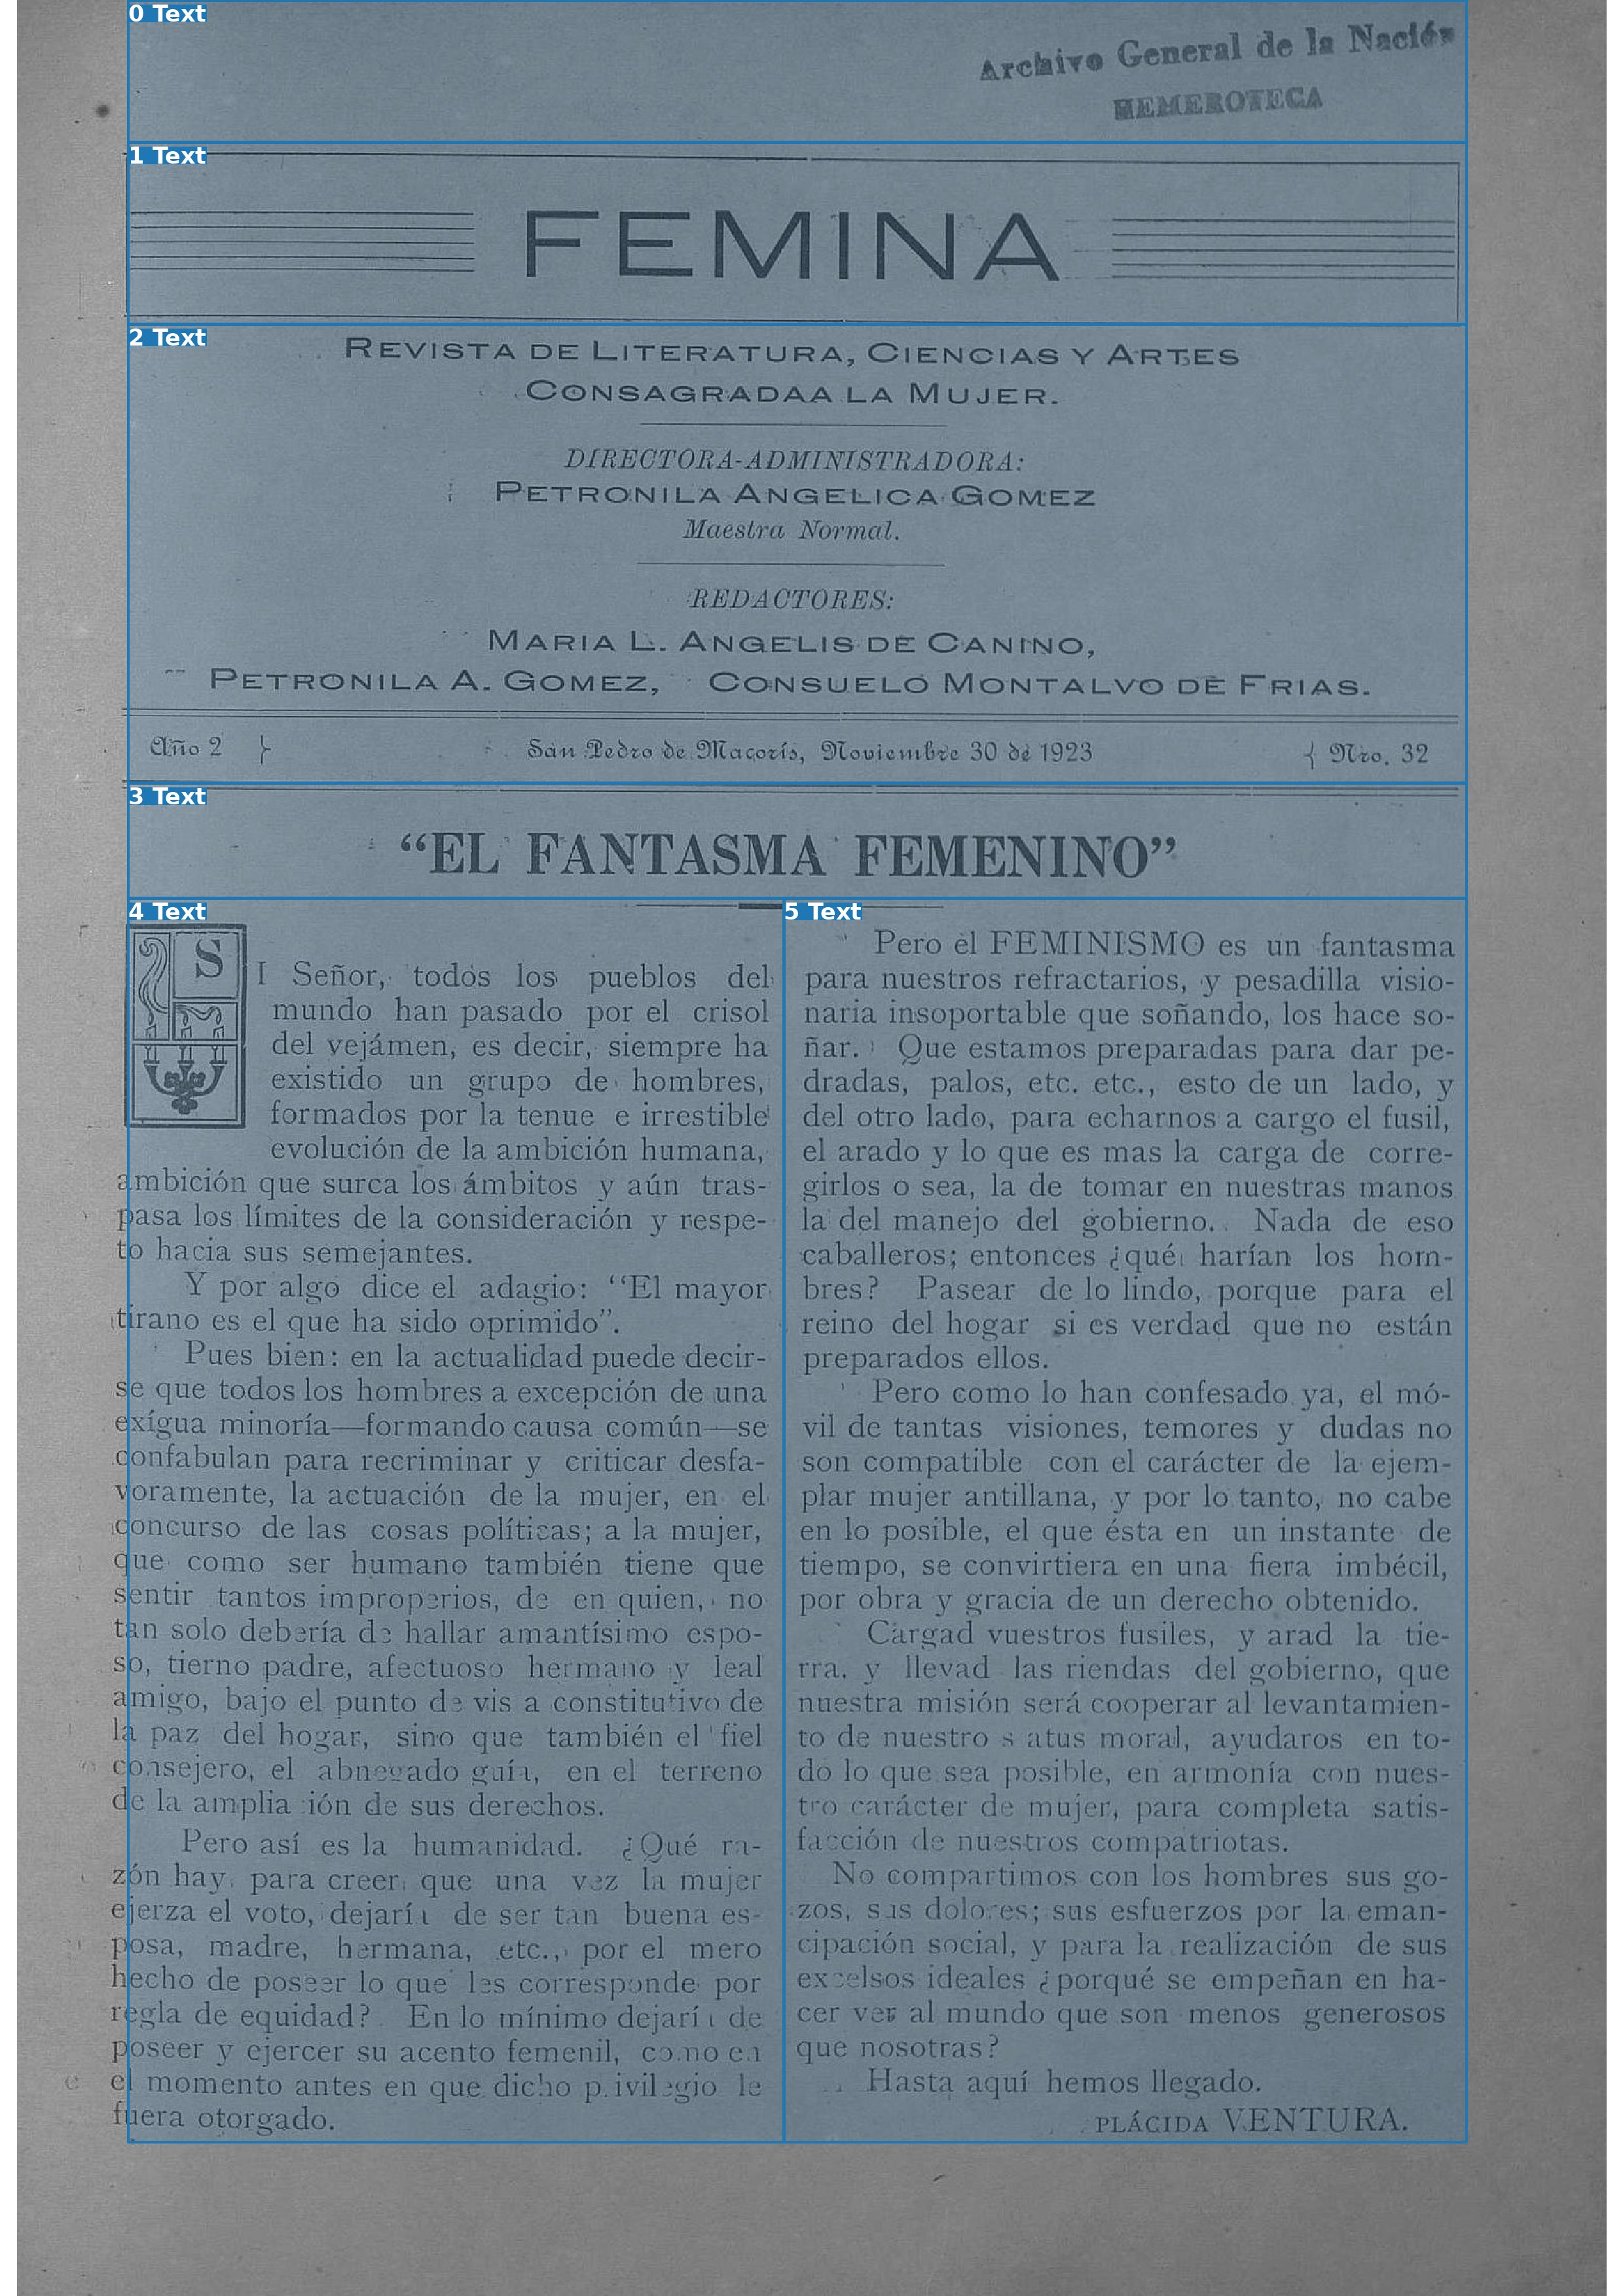 Archivo General de la Nación
HEMEROTECA
FEMINA
REVISTA DE LITERATURA, CIENCIAS Y ARTES
CONSAGRADAA LA MUJER.
DIRECTORA-ADMINISTRADORA:
PETRONILA ANGELICA GOMEZ
Maestra Normal.
REDACTORES:
MARIA L. ANGELIS DE CANINO,
PETRONILA A. GOMEZ, CONSUELO MONTALVO DE FRIAS.
Año 2 } San Pedro de Macorís, Noviembre 30 de 1923 { Nro. 32
“EL FANTASMA FEMENINO”
SI Señor, todos los pueblos del
mundo han pasado por el crisol
del vejámen, es decir, siempre ha
existido un grupo de hombres,
formados por la tenue e irrestible
evolución de la ambición humana,
ambición que surca los ámbitos y aún tras-
pasa los límites de la consideración y respe-
to hacia sus semejantes.
Y por algo dice el adagio: “El mayor
tirano es el que ha sido oprimido”.
Pues bien: en la actualidad puede decir-
se que todos los hombres a excepción de una
exígua minoría—formando causa común—se
confabulan para recriminar y criticar desfa-
voramente, la actuación de la mujer, en el
concurso de las cosas políticas; a la mujer,
que como ser humano también tiene que
sentir tantos improperios, de en quien, no
tan solo debería de hallar amantísimo espo-
so, tierno padre, afectuoso hermano y leal
amigo, bajo el punto de vis a constitutivo de
la paz del hogar, sino que también el fiel
consejero, el abnegado guía, en el terreno
de la amplia ión de sus derechos.
Pero así es la humanidad. ¿Qué ra-
zón hay para creer que una vez la mujer
ejerza el voto, dejaría de ser tan buena es-
posa, madre, hermana, etc., por el mero
hecho de poseer lo que les corresponde por
regla de equidad? En lo mínimo dejaría de
poseer y ejercer su acento femenil, como en
el momento antes en que dicho p.ivilegio le
fuera otorgado.
Pero el FEMINISMO es un fantasma
para nuestros refractarios, y pesadilla visio-
naria insoportable que soñando, los hace so-
ñar. Que estamos preparadas para dar pe-
dradas, palos, etc. etc., esto de un lado, y
del otro lado, para echarnos a cargo el fusil,
el arado y lo que es mas la carga de corre-
girlos o sea, la de tomar en nuestras manos
la del manejo del gobierno. Nada de eso
caballeros; entonces ¿qué harían los hom-
bres? Pasear de lo lindo, porque para el
reino del hogar si es verdad que no están
preparados ellos.
Pero como lo han confesado ya, el mó-
vil de tantas visiones, temores y dudas no
son compatible con el carácter de la ejem-
plar mujer antillana, y por lo tanto, no cabe
en lo posible, el que ésta en un instante de
tiempo, se convirtiera en una fiera imbécil,
por obra y gracia de un derecho obtenido.
Cargad vuestros fusiles, y arad la tie-
rra, y llevad las riendas del gobierno, que
nuestra misión será cooperar al levantamien-
to de nuestro s atus moral, ayudaros en to-
do lo que sea posible, en armonía con nues-
tro carácter de mujer, para completa satis-
facción de nuestros compatriotas.
No compartimos con los hombres sus go-
zos, sus dolores; sus esfuerzos por la eman-
cipación social, y para la realización de sus
excelsos ideales ¿porqué se empeñan en ha-
cer ver al mundo que son menos generosos
que nosotras?
Hasta aquí hemos llegado.
PLÁCIDA VENTURA.